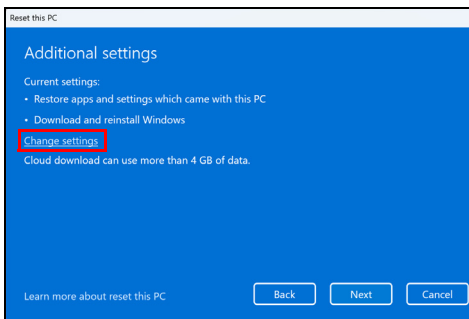 Reset this PC
Additional settings
Current settings:
• Restore apps and settings which came with this PC
• Download and reinstall Windows
Change settings
Cloud download can use more than 4 GB of data.
Learn more about reset this PC
Back
Next
Cancel